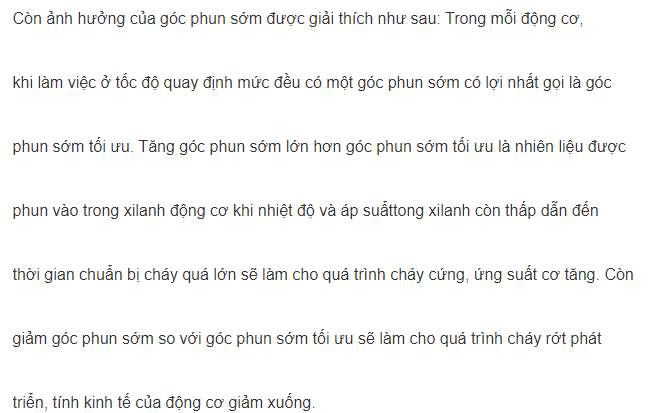 Còn ảnh hưởng của góc phun sớm được giải thích như sau: Trong mỗi động cơ,
khi làm việc ở tốc độ quay định mức đều có một góc phun sớm có lợi nhất gọi là góc
phun sớm tối ưu. Tăng góc phun sớm lớn hơn góc phun sớm tối ưu là nhiên liệu được
phun vào trong xilanh động cơ khi nhiệt độ và áp suấttong xilanh còn thấp dẫn đến
thời gian chuẩn bị cháy quá lớn sẽ làm cho quá trình cháy cứng, ứng suất cơ tăng. Còn
giảm góc phun sớm so với góc phun sớm tối ưu sẽ làm cho quá trình cháy rớt phát
triển, tính kinh tế của động cơ giảm xuống.